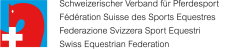 Schweizerischer Verband für Pferdesport
Fédération Suisse des Sports Equestres
Federazione Svizzera Sport Equestri
Swiss Equestrian Federation